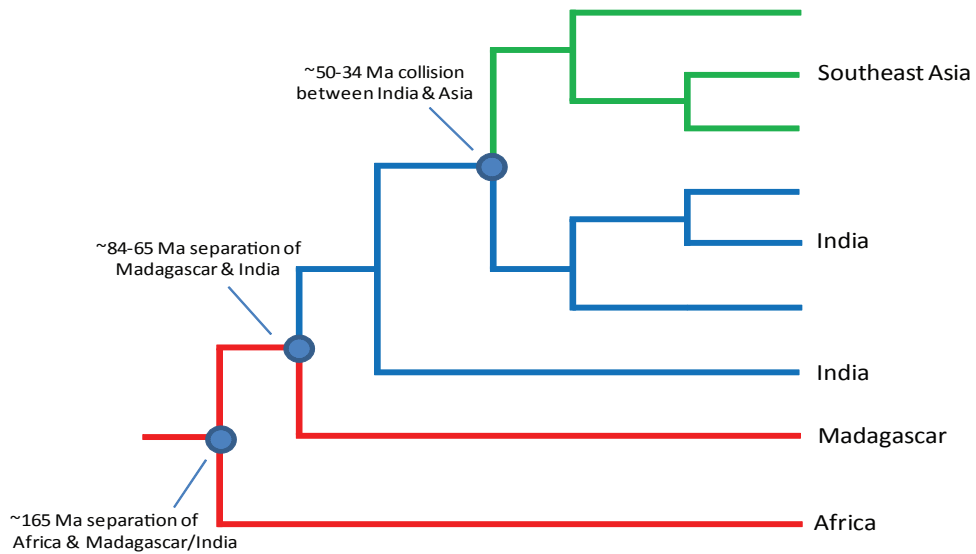 ~50-34 Ma collision
between India & Asia
Southeast Asia
~84-65 Ma separation of
Madagascar & India
India
India
Madagascar
~165 Ma separation of
Africa & Madagascar/India
Africa